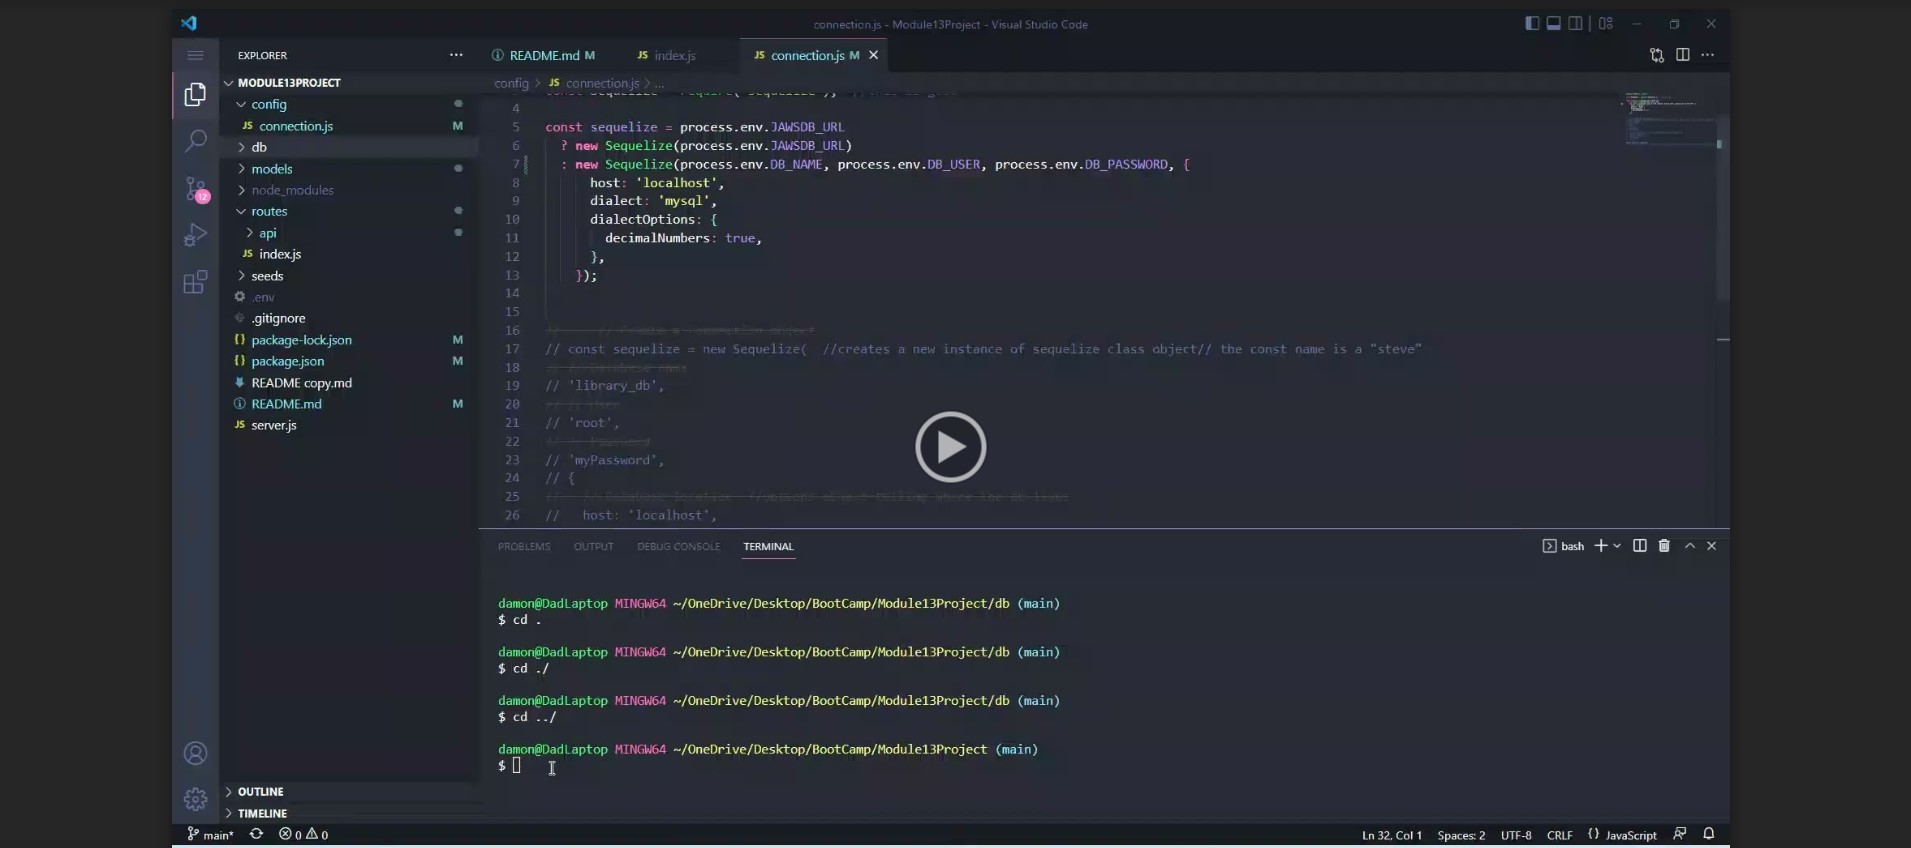 connection.js - Module13Project - Visual Studio Code
EXPLORER
README.md M
JS index.js
JS connection.js M
MODULE13PROJECT
config > JS connection.js > ...
config
JS connection.js M
db
models
node_modules
routes
api
JS index.js
seeds
.env
.gitignore
{} package-lock.json M
{} package.json M
README copy.md
README.md M
JS server.js
12
OUTLINE
TIMELINE
4
5 const sequelize = process.env.JAWSDB_URL
6 ? new Sequelize(process.env.JAWSDB_URL)
7 : new Sequelize(process.env.DB_NAME, process.env.DB_USER, process.env.DB_PASSWORD, {
8 host: 'localhost',
9 dialect: 'mysql',
10 dialectOptions: {
11 decimalNumbers: true,
12 },
13 });
14
15
16 //
17 // const sequelize = new Sequelize( //creates a new instance of sequelize class object// the const name is a "steve"
18
19 // 'library_db',
20
21 // 'root',
22
23 // 'myPassword',
24 // {
25
26 // host: 'localhost',
PROBLEMS OUTPUT DEBUG CONSOLE TERMINAL
bash
damon@DadLaptop MINGW64 ~/OneDrive/Desktop/BootCamp/Module13Project/db (main)
$ cd .
damon@DadLaptop MINGW64 ~/OneDrive/Desktop/BootCamp/Module13Project/db (main)
$ cd ./
damon@DadLaptop MINGW64 ~/OneDrive/Desktop/BootCamp/Module13Project/db (main)
$ cd ../
damon@DadLaptop MINGW64 ~/OneDrive/Desktop/BootCamp/Module13Project (main)
$
main* 0 0
Ln 32, Col 1 Spaces: 2 UTF-8 CRLF {} JavaScript